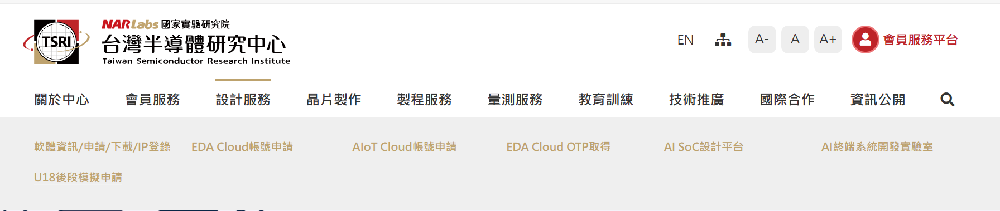 TSRI
NARLabs 國家實驗研究院
台灣半導體研究中心
Taiwan Semiconductor Research Institute
EN A- A A+ 會員服務平台
關於中心 會員服務 設計服務 晶片製作 製程服務 量測服務 教育訓練 技術推廣 國際合作 資訊公開
軟體資訊/申請/下載/IP登錄 EDA Cloud帳號申請 AIoT Cloud帳號申請 EDA Cloud OTP取得 AI SoC設計平台 AI終端系統開發實驗室
U18後段模擬申請